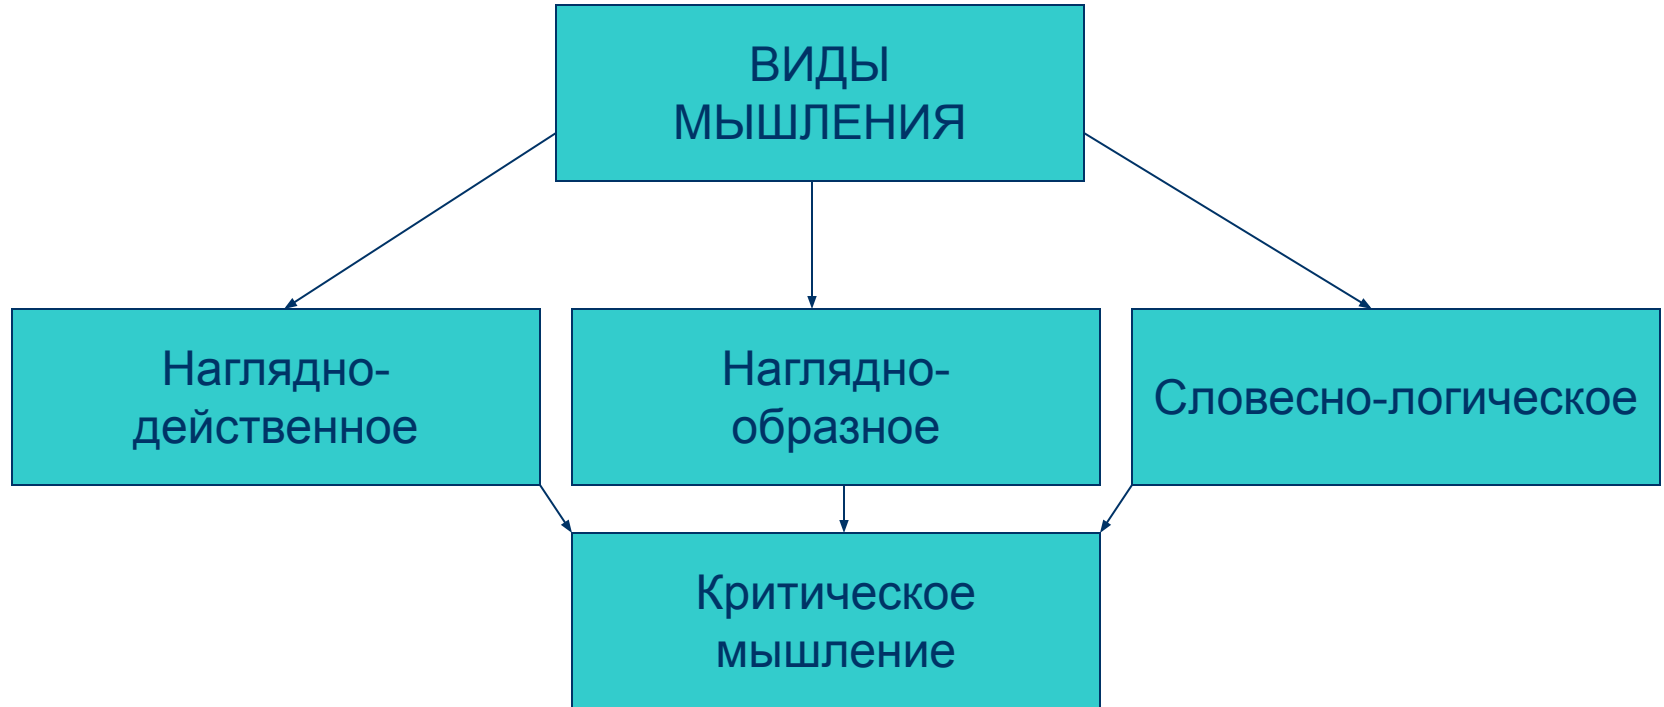 ВИДЫ
МЫШЛЕНИЯ
Наглядно-
действенное
Наглядно-
образное
Словесно-логическое
Критическое
мышление